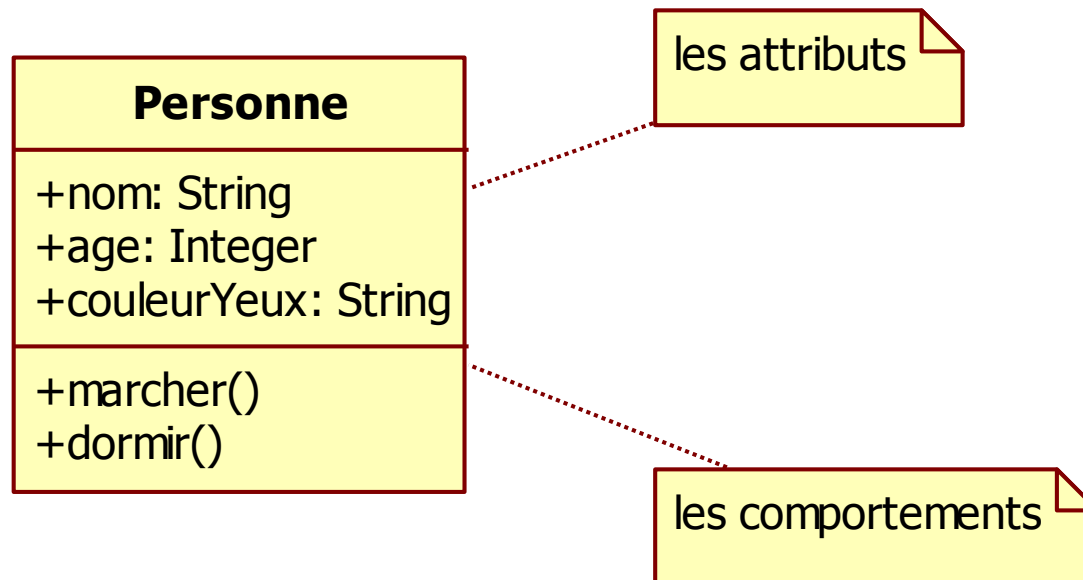 Personne
+nom: String
+age: Integer
+couleurYeux: String
+marcher()
+dormir()
les attributs
les comportements